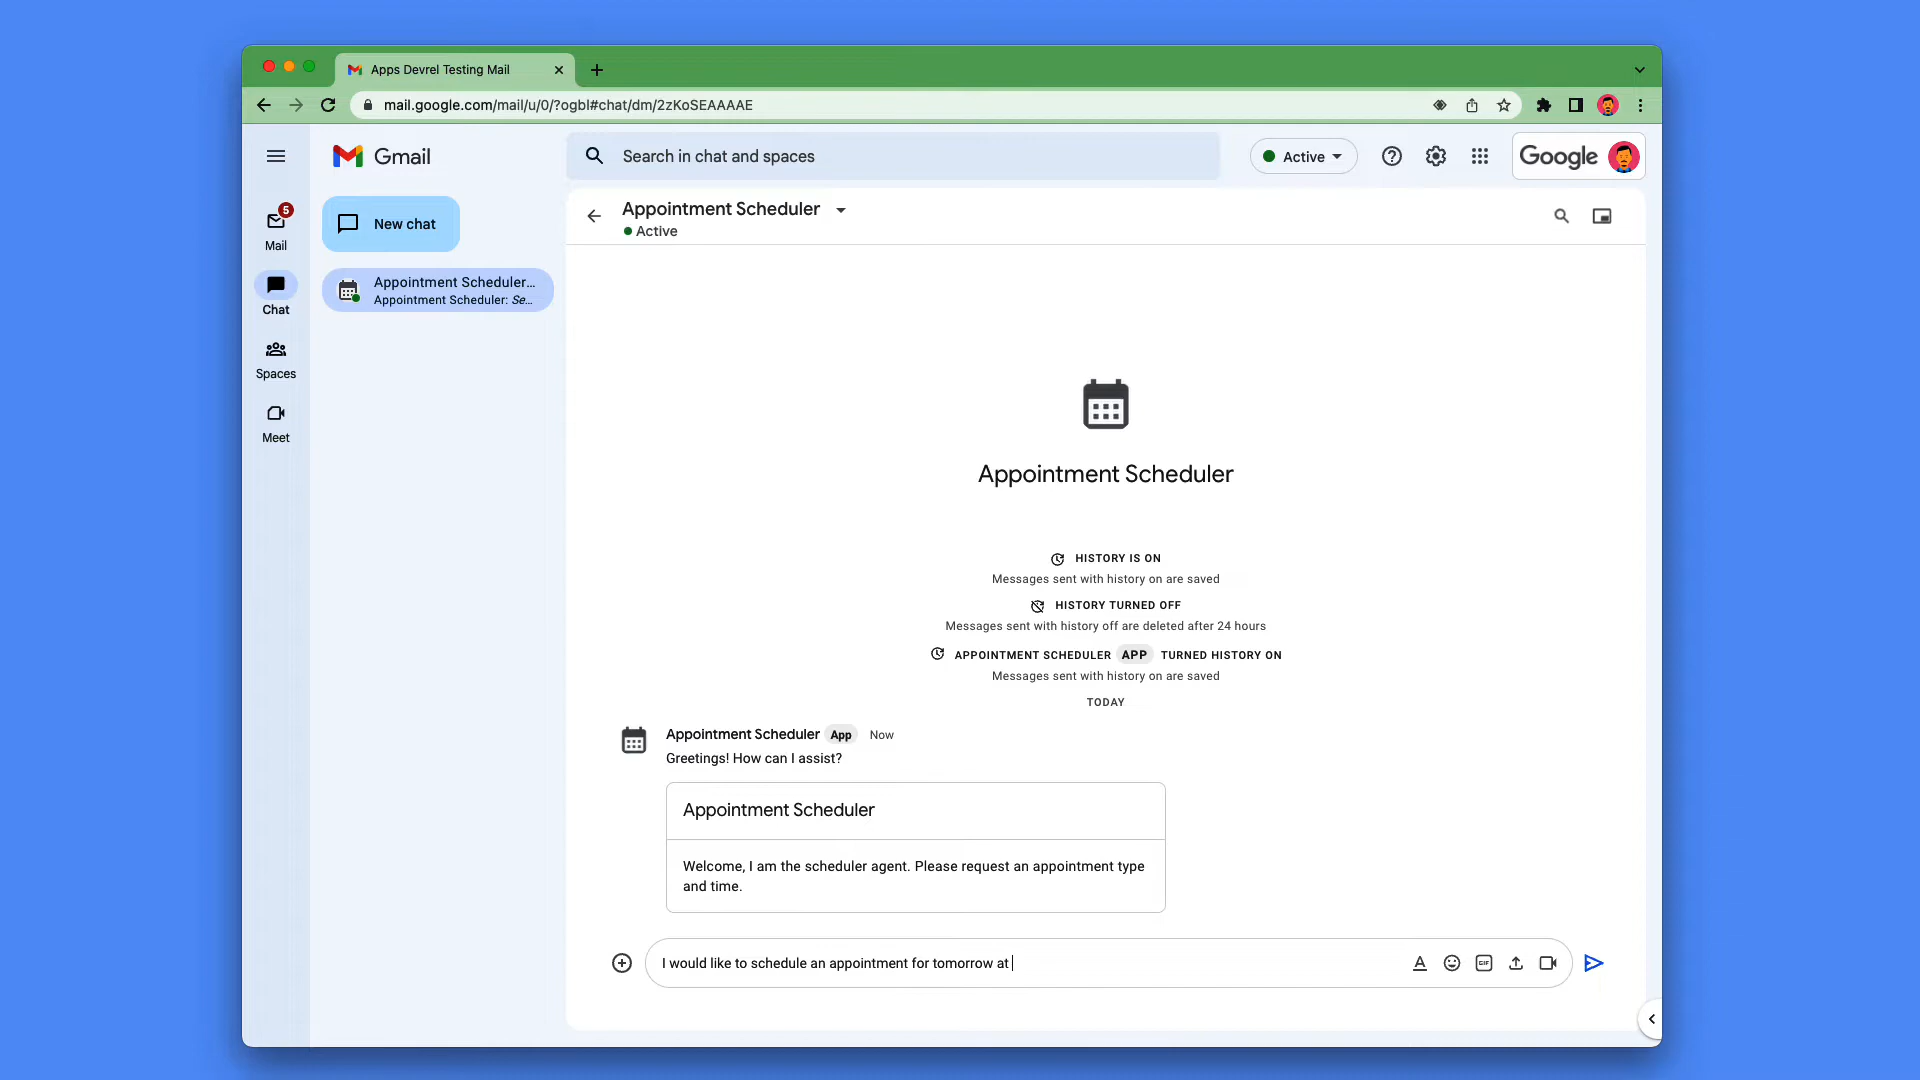 Apps Devrel Testing Mail
mail.google.com/mail/u/0/?ogbl#chat/dm/2zKoSEAAAAE
Gmail
Search in chat and spaces
Active
Google
5
Mail
Chat
Spaces
Meet
New chat
Appointment Scheduler...
Appointment Scheduler: Se...
Appointment Scheduler
Active
Appointment Scheduler
HISTORY IS ON
Messages sent with history on are saved
HISTORY TURNED OFF
Messages sent with history off are deleted after 24 hours
APPOINTMENT SCHEDULER APP TURNED HISTORY ON
Messages sent with history on are saved
TODAY
Appointment Scheduler App Now
Greetings! How can I assist?
Appointment Scheduler
Welcome, I am the scheduler agent. Please request an appointment type
and time.
I would like to schedule an appointment for tomorrow at
GIF